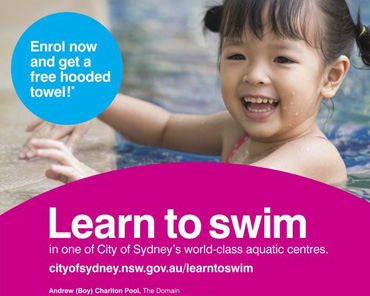 Enrol now
and get a
free hooded
towel!*
Learn to swim
in one of City of Sydney's world-class aquatic centres.
cityofsydney.nsw.gov.au/learntoswim
Andrew (Boy) Charlton Pool, The Domain